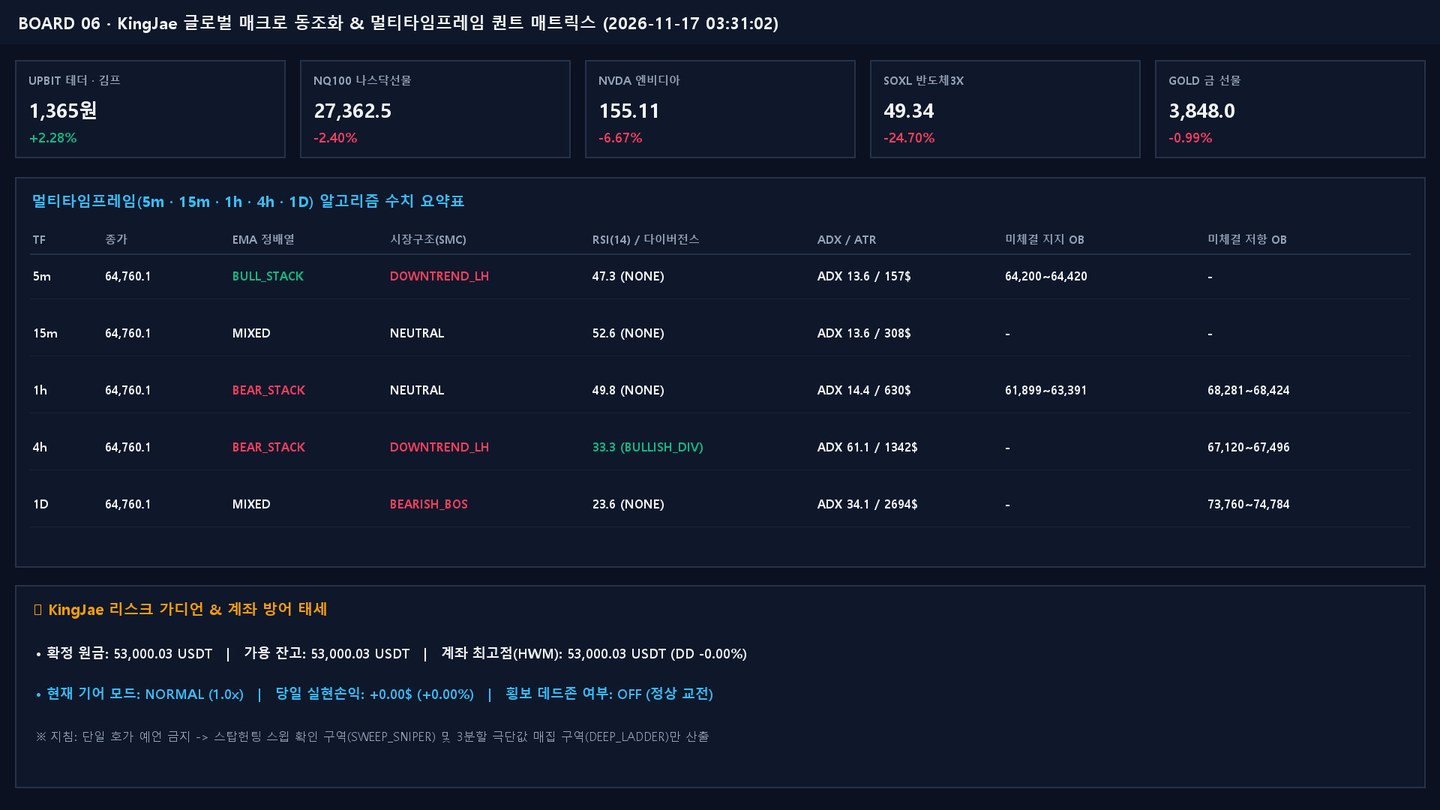 BOARD 06 · KingJae 글로벌 매크로 동조화 & 멀티타임프레임 퀀트 매트릭스 (2026-11-17 03:31:02)
UPBIT 테더 · 김프 NQ100 나스닥선물 NVDA 엔비디아 SOXL 반도체3X GOLD 금 선물
1,365원 27,362.5 155.11 49.34 3,848.0
+2.28% -2.40% -6.67% -24.70% -0.99%
멀티타임프레임(5m · 15m · 1h · 4h · 1D) 알고리즘 수치 요약표
TF 종가 EMA 정배열 시장구조(SMC) RSI(14) / 다이버전스 ADX / ATR 미체결 지지 OB 미체결 저항 OB
5m 64,760.1 BULL_STACK DOWNTREND_LH 47.3 (NONE) ADX 13.6 / 157$ 64,200~64,420 -
15m 64,760.1 MIXED NEUTRAL 52.6 (NONE) ADX 13.6 / 308$ - -
1h 64,760.1 BEAR_STACK NEUTRAL 49.8 (NONE) ADX 14.4 / 630$ 61,899~63,391 68,281~68,424
4h 64,760.1 BEAR_STACK DOWNTREND_LH 33.3 (BULLISH_DIV) ADX 61.1 / 1342$ - 67,120~67,496
1D 64,760.1 MIXED BEARISH_BOS 23.6 (NONE) ADX 34.1 / 2694$ - 73,760~74,784
KingJae 리스크 가디언 & 계좌 방어 태세
• 확정 원금: 53,000.03 USDT | 가용 잔고: 53,000.03 USDT | 계좌 최고점(HWM): 53,000.03 USDT (DD -0.00%)
• 현재 기어 모드: NORMAL (1.0x) | 당일 실현손익: +0.00$ (+0.00%) | 횡보 데드존 여부: OFF (정상 교전)
※ 지침: 단일 호가 예언 금지 -> 스탑헌팅 스윕 확인 구역(SWEEP_SNIPER) 및 3분할 극단값 매집 구역(DEEP_LADDER)만 산출